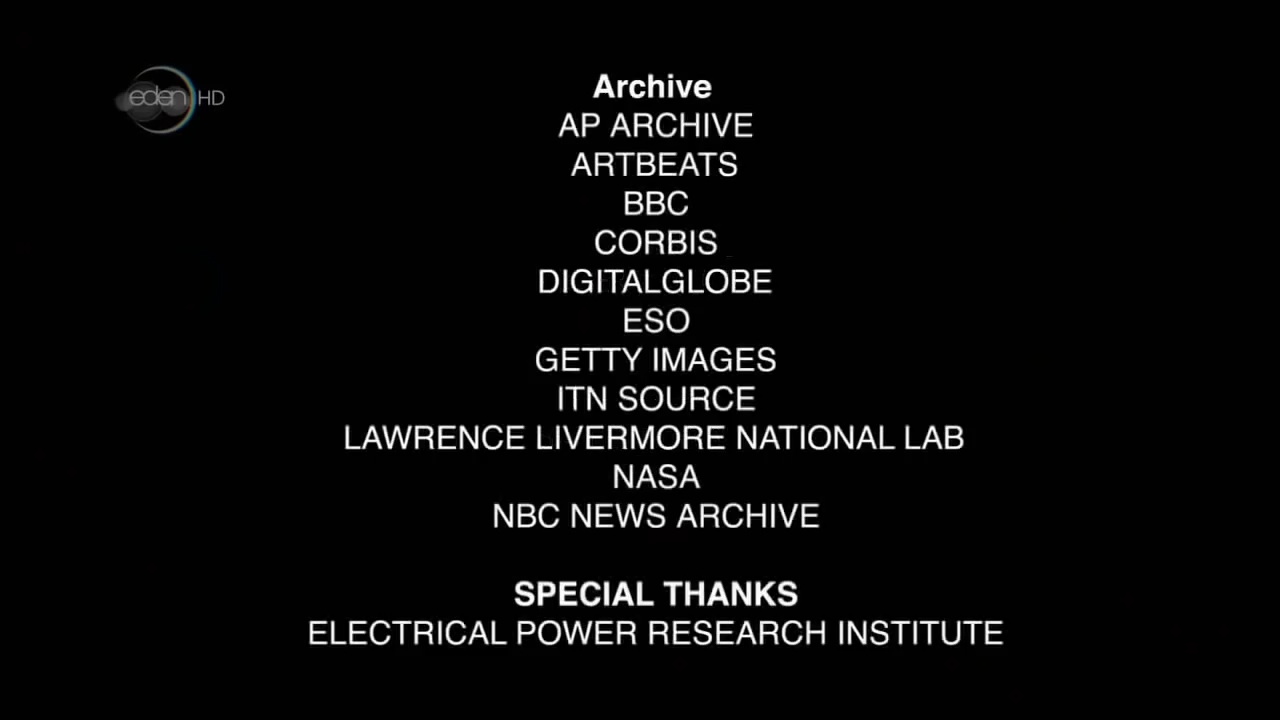 eden HD
Archive
AP ARCHIVE
ARTBEATS
BBC
CORBIS
DIGITALGLOBE
ESO
GETTY IMAGES
ITN SOURCE
LAWRENCE LIVERMORE NATIONAL LAB
NASA
NBC NEWS ARCHIVE
SPECIAL THANKS
ELECTRICAL POWER RESEARCH INSTITUTE